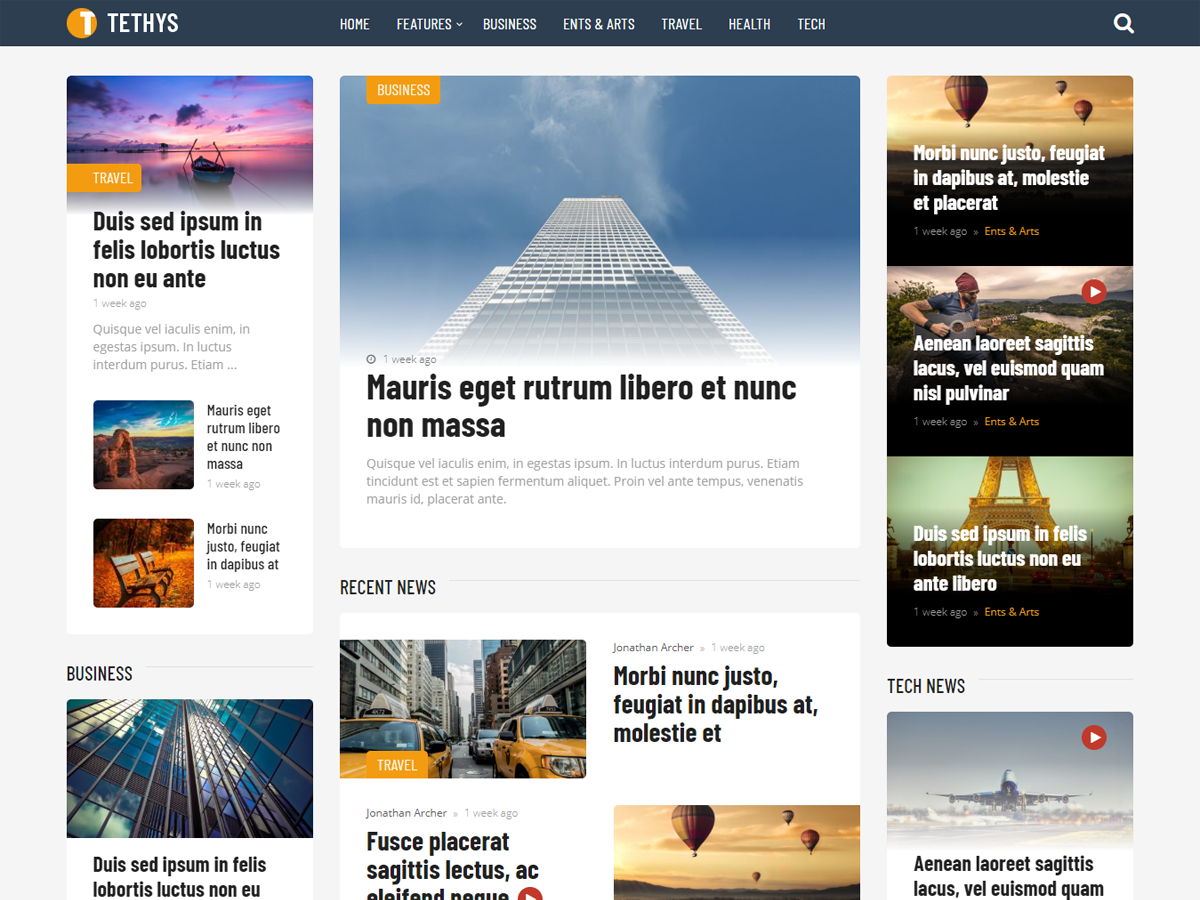 TETHYS
HOME
FEATURES
BUSINESS
ENTS & ARTS
TRAVEL
HEALTH
TECH
TRAVEL
Duis sed ipsum in
felis lobortis luctus
non eu ante
1 week ago
Quisque vel iaculis enim, in
egestas ipsum. In luctus
interdum purus. Etiam ...
Mauris eget
rutrum libero
et nunc non
massa
1 week ago
Morbi nunc
justo, feugiat
in dapibus at
1 week ago
BUSINESS
Duis sed ipsum in felis
lobortis luctus non eu
BUSINESS
1 week ago
Mauris eget rutrum libero et nunc
non massa
Quisque vel iaculis enim, in egestas ipsum. In luctus interdum purus. Etiam
tincidunt est et sapien fermentum aliquet. Proin vel ante tempus, venenatis
mauris id, placerat ante.
RECENT NEWS
TRAVEL
Jonathan Archer » 1 week ago
Morbi nunc justo,
feugiat in dapibus at,
molestie et
Jonathan Archer » 1 week ago
Fusce placerat
sagittis lectus, ac
eleifend neque
Morbi nunc justo, feugiat
in dapibus at, molestie
et placerat
1 week ago » Ents & Arts
Aenean laoreet sagittis
lacus, vel euismod quam
nisl pulvinar
1 week ago » Ents & Arts
Duis sed ipsum in felis
lobortis luctus non eu
ante libero
1 week ago » Ents & Arts
TECH NEWS
Aenean laoreet sagittis
lacus, vel euismod quam